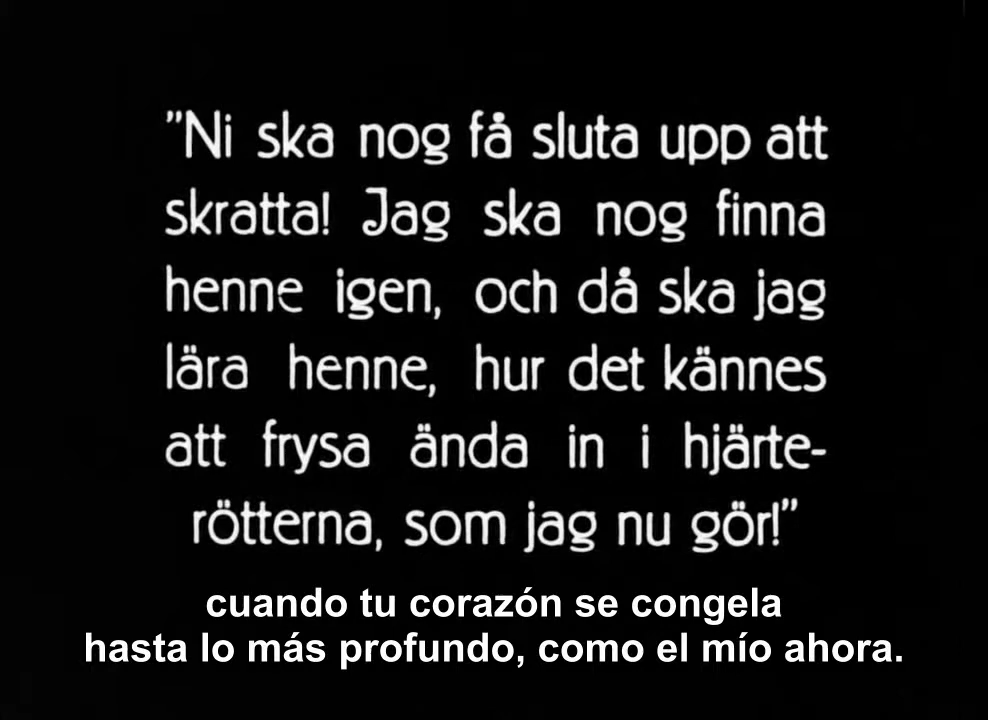 ”Ni ska nog få sluta upp att
skratta! Jag ska nog finna
henne igen, och då ska jag
lära henne, hur det kännes
att frysa ända in i hjärte-
rötterna, som jag nu gör!”
cuando tu corazón se congela
hasta lo más profundo, como el mío ahora.